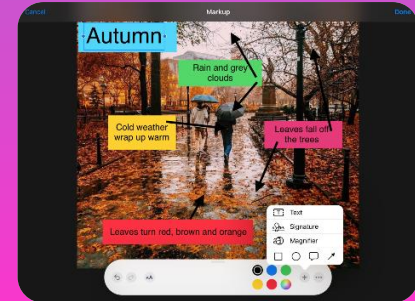 Cancel Markup Done
Autumn
Rain and grey
clouds
Cold weather
wrap up warm
Leaves fall off
the trees
Leaves turn red, brown and orange
Text
Signature
Magnifier
AA